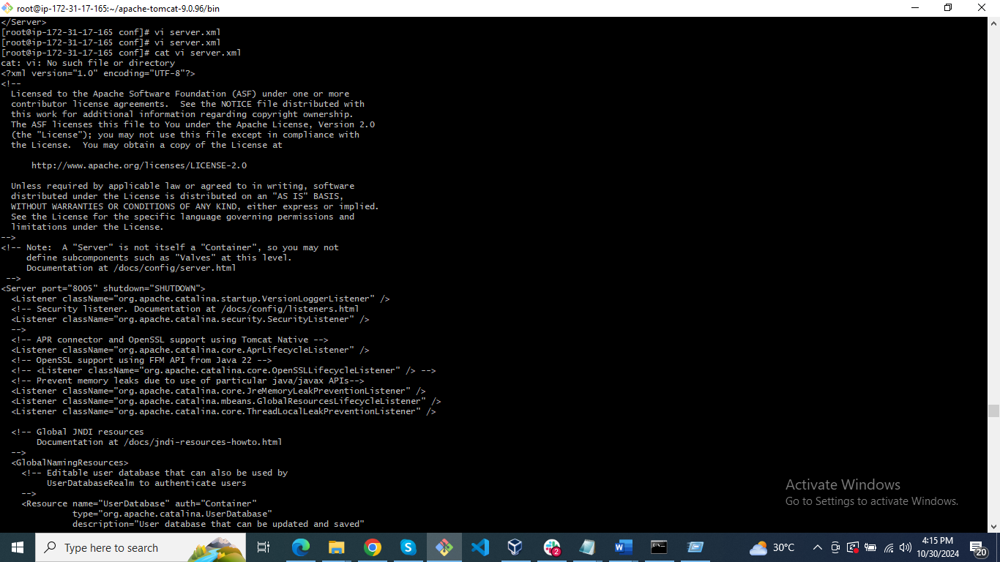 root@ip-172-31-17-165:~/apache-tomcat-9.0.96/bin
</Server>
[root@ip-172-31-17-165 conf]# vi server.xml
[root@ip-172-31-17-165 conf]# vi server.xml
[root@ip-172-31-17-165 conf]# cat vi server.xml
cat: vi: No such file or directory
<?xml version="1.0" encoding="UTF-8"?>
<!--
  Licensed to the Apache Software Foundation (ASF) under one or more
  contributor license agreements.  See the NOTICE file distributed with
  this work for additional information regarding copyright ownership.
  The ASF licenses this file to You under the Apache License, Version 2.0
  (the "License"); you may not use this file except in compliance with
  the License.  You may obtain a copy of the License at

      http://www.apache.org/licenses/LICENSE-2.0

  Unless required by applicable law or agreed to in writing, software
  distributed under the License is distributed on an "AS IS" BASIS,
  WITHOUT WARRANTIES OR CONDITIONS OF ANY KIND, either express or implied.
  See the License for the specific language governing permissions and
  limitations under the License.
-->
<!-- Note:  A "Server" is not itself a "Container", so you may not
     define subcomponents such as "Valves" at this level.
     Documentation at /docs/config/server.html
 -->
<Server port="8005" shutdown="SHUTDOWN">
  <Listener className="org.apache.catalina.startup.VersionLoggerListener" />
  <!-- Security listener. Documentation at /docs/config/listeners.html
  <Listener className="org.apache.catalina.security.SecurityListener" />
  -->
  <!-- APR connector and OpenSSL support using Tomcat Native -->
  <Listener className="org.apache.catalina.core.AprLifecycleListener" />
  <!-- OpenSSL support using FFM API from Java 22 -->
  <!-- <Listener className="org.apache.catalina.core.OpenSSLLifecycleListener" /> -->
  <!-- Prevent memory leaks due to use of particular java/javax APIs-->
  <Listener className="org.apache.catalina.core.JreMemoryLeakPreventionListener" />
  <Listener className="org.apache.catalina.mbeans.GlobalResourcesLifecycleListener" />
  <Listener className="org.apache.catalina.core.ThreadLocalLeakPreventionListener" />

  <!-- Global JNDI resources
       Documentation at /docs/jndi-resources-howto.html
  -->
  <GlobalNamingResources>
    <!-- Editable user database that can also be used by
         UserDatabaseRealm to authenticate users
    -->
    <Resource name="UserDatabase" auth="Container"
              type="org.apache.catalina.UserDatabase"
              description="User database that can be updated and saved"
Activate Windows
Go to Settings to activate Windows.
Type here to search
2
30°C
4:15 PM
10/30/2024
20